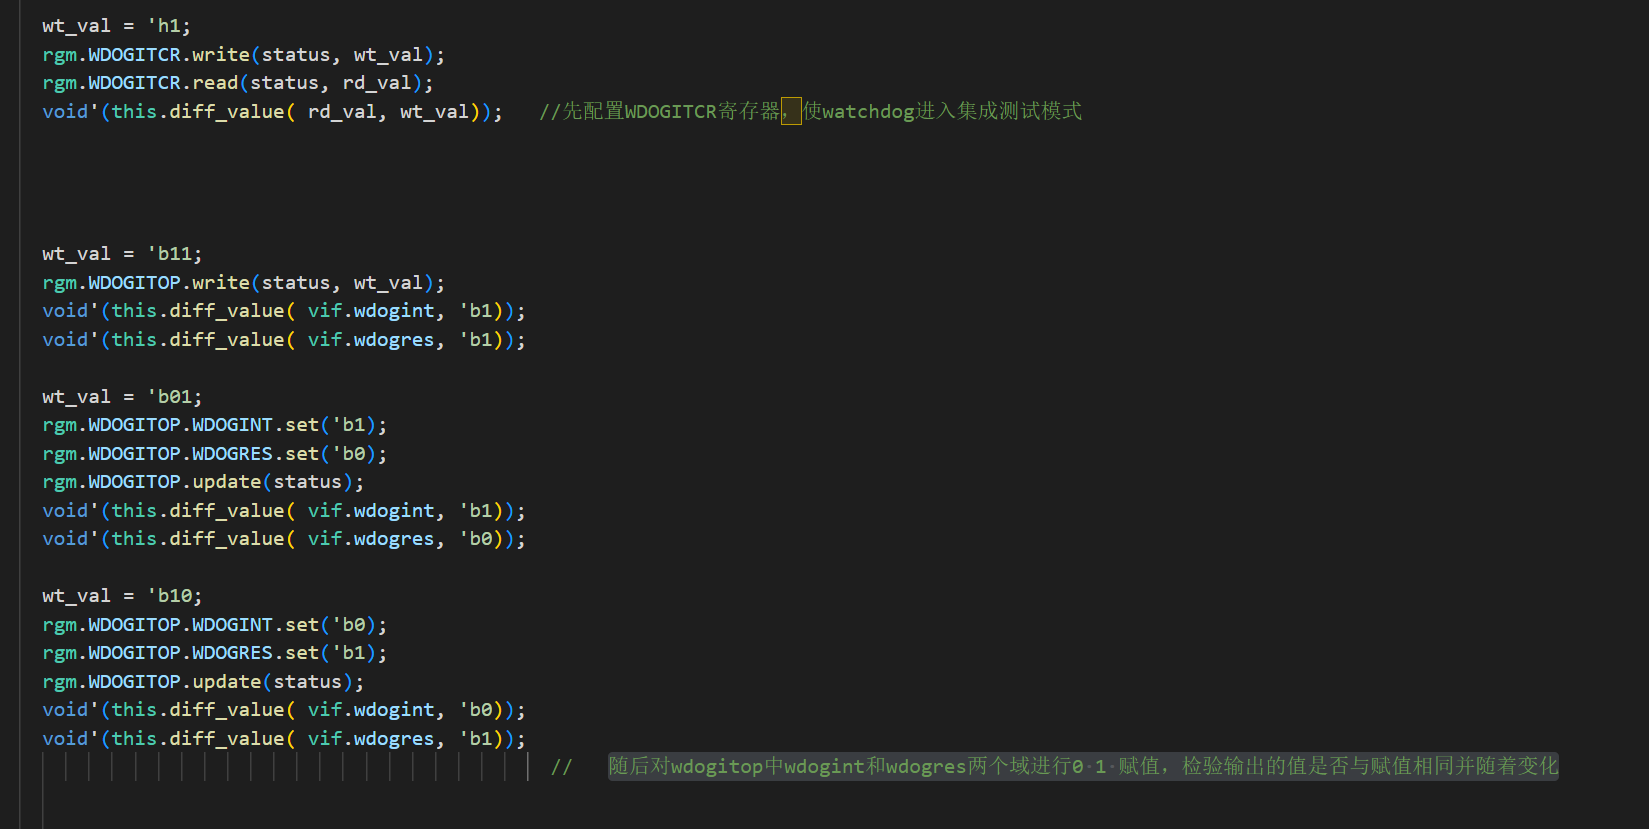 wt_val = 'h1;
rgm.WDOGITCR.write(status, wt_val);
rgm.WDOGITCR.read(status, rd_val);
void'(this.diff_value( rd_val, wt_val));   //先配置WDOGITCR寄存器，使watchdog进入集成测试模式
wt_val = 'b11;
rgm.WDOGITOP.write(status, wt_val);
void'(this.diff_value( vif.wdogint, 'b1));
void'(this.diff_value( vif.wdogres, 'b1));
wt_val = 'b01;
rgm.WDOGITOP.WDOGINT.set('b1);
rgm.WDOGITOP.WDOGRES.set('b0);
rgm.WDOGITOP.update(status);
void'(this.diff_value( vif.wdogint, 'b1));
void'(this.diff_value( vif.wdogres, 'b0));
wt_val = 'b10;
rgm.WDOGITOP.WDOGINT.set('b0);
rgm.WDOGITOP.WDOGRES.set('b1);
rgm.WDOGITOP.update(status);
void'(this.diff_value( vif.wdogint, 'b0));
void'(this.diff_value( vif.wdogres, 'b1));
//   随后对wdogitop中wdogint和wdogres两个域进行0 1 赋值，检验输出的值是否与赋值相同并随着变化